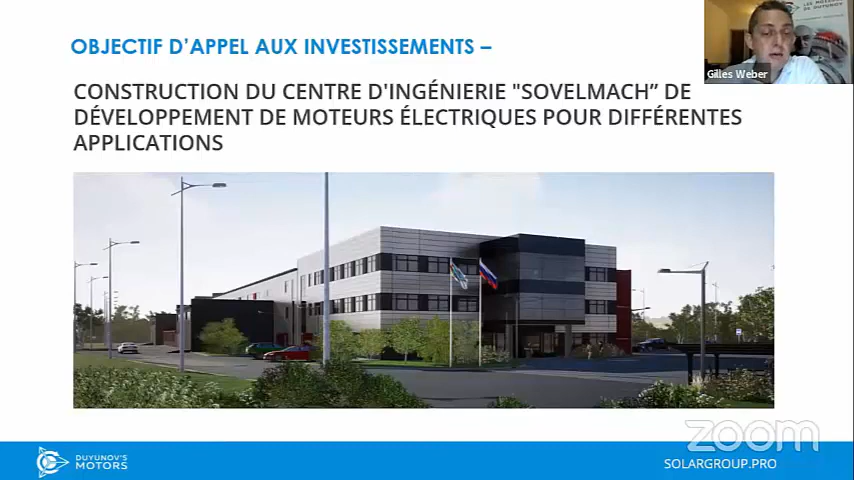 OBJECTIF D'APPEL AUX INVESTISSEMENTS –
Gilles Weber
CONSTRUCTION DU CENTRE D'INGÉNIERIE "SOVELMACH” DE
DÉVELOPPEMENT DE MOTEURS ÉLECTRIQUES POUR DIFFÉRENTES
APPLICATIONS
zoom
DUYUNOV'S
MOTORS
SOLARGROUP.PRO